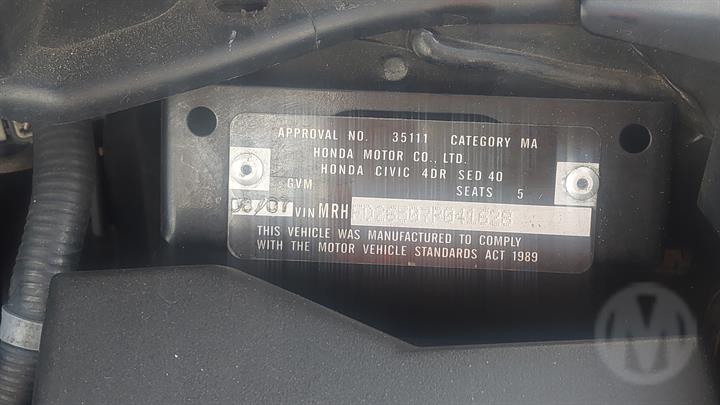 APPROVAL NO. 35111 CATEGORY MA
HONDA MOTOR CO., LTD.
HONDA CIVIC 4DR SED 40
GVM SEATS 5
08/07 VIN MRH
THIS VEHICLE WAS MANUFACTURED TO COMPLY
WITH THE MOTOR VEHICLE STANDARDS ACT 1989
M